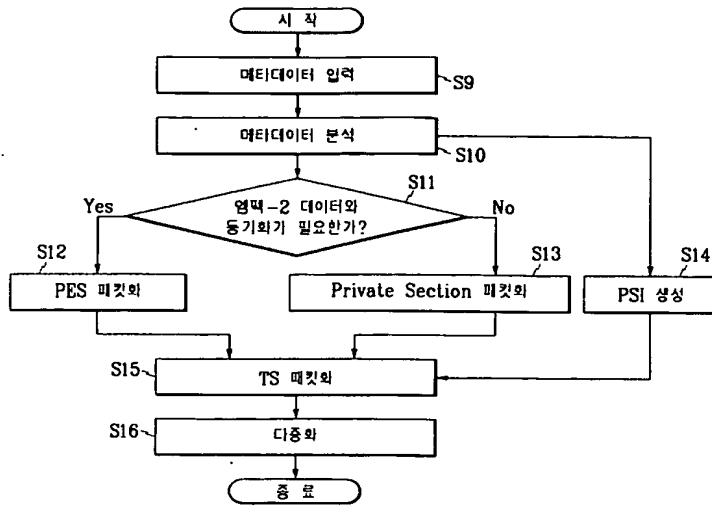 시 작
메타데이터 입력
S9
메타데이터 분석
S10
S11
엠펙-2 데이터와
동기화가 필요한가?
Yes
No
S12
PES 패킷화
S13
Private Section 패킷화
S14
PSI 생성
S15
TS 패킷화
S16
다중화
종 료